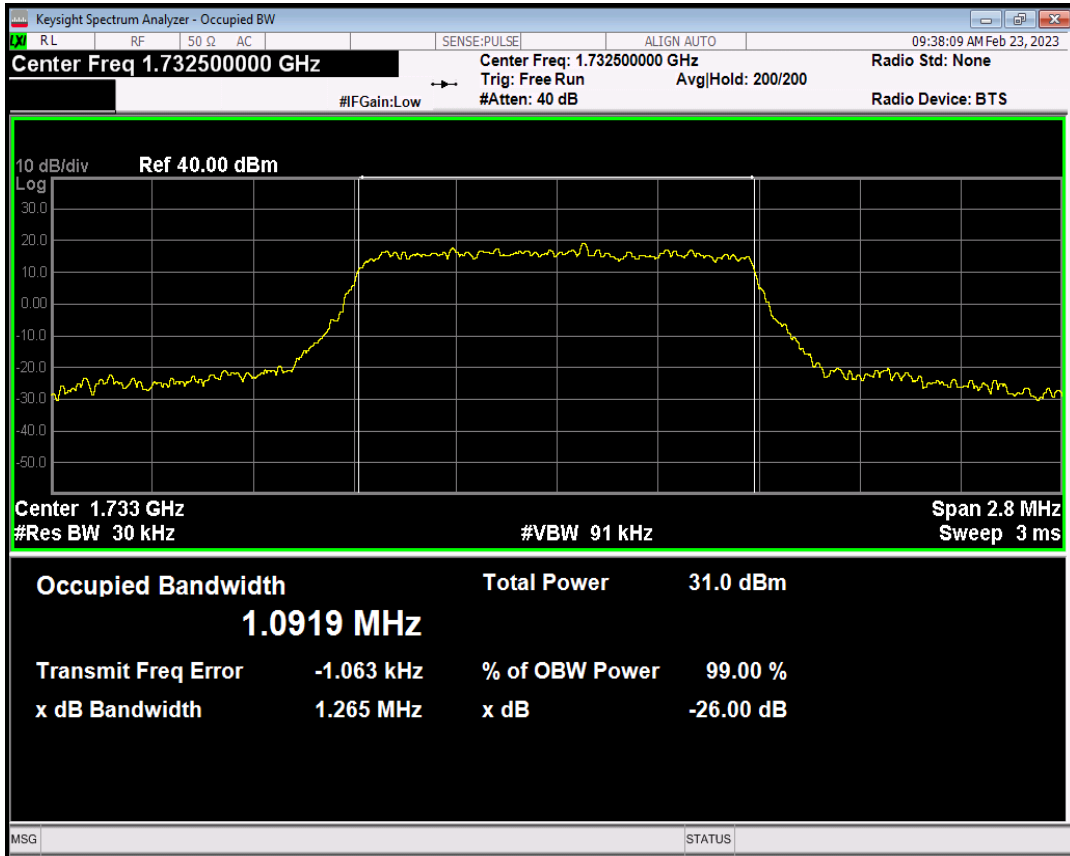 Keysight Spectrum Analyzer - Occupied BW
LXI RL RF 50 Ω AC SENSE:PULSE ALIGN AUTO 09:38:09 AM Feb 23, 2023
Center Freq 1.732500000 GHz
Center Freq: 1.732500000 GHz
Radio Std: None
Trig: Free Run Avg|Hold: 200/200
#IFGain:Low #Atten: 40 dB Radio Device: BTS
10 dB/div Ref 40.00 dBm
Log
30.0
20.0
10.0
0.00
-10.0
-20.0
-30.0
-40.0
-50.0
Center 1.733 GHz Span 2.8 MHz
#Res BW 30 kHz #VBW 91 kHz Sweep 3 ms
Occupied Bandwidth Total Power 31.0 dBm
1.0919 MHz
Transmit Freq Error -1.063 kHz % of OBW Power 99.00 %
x dB Bandwidth 1.265 MHz x dB -26.00 dB
MSG STATUS